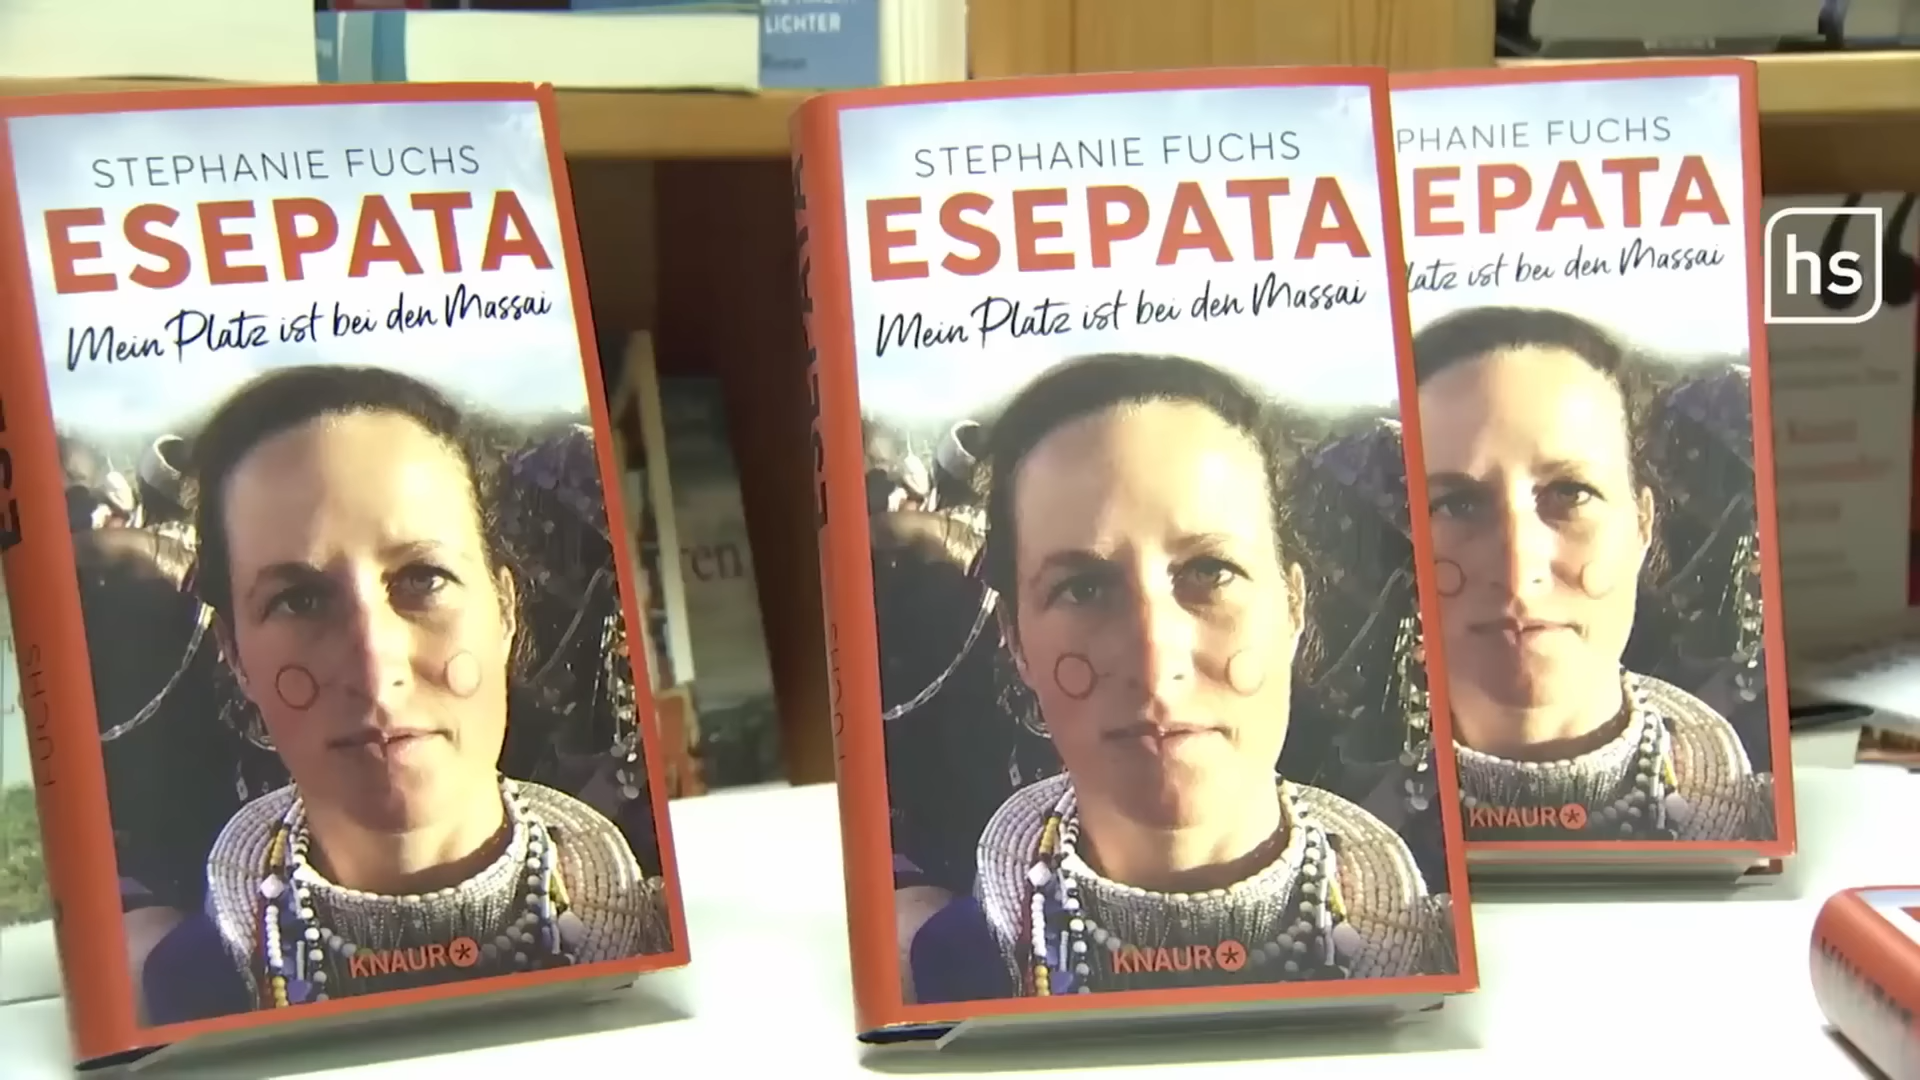 LICHTER
STEPHANIE FUCHS
ESEPATA
Mein Platz ist bei den Massai
KNAUR
FUCHS
STEPHANIE FUCHS
ESEPATA
Mein Platz ist bei den Massai
KNAUR
PHANIE FUCHS
EPATA
latz ist bei den Massai
KNAUR
hs